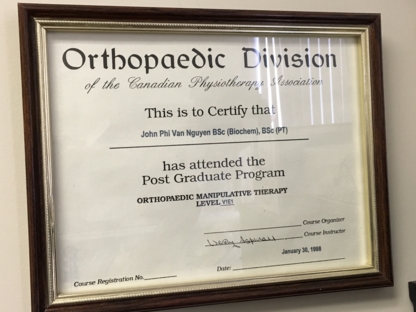 Orthopaedic Division
of the Canadian Physiotherapy Association
This is to Certify that
John Phi Van Nguyen BSc (Biochem), BSc (PT)
has attended the
Post Graduate Program
ORTHOPAEDIC MANIPULATIVE THERAPY
LEVEL V1E1
Course Organizer
Course Instructor
January 30, 1998
Course Registration No.
Date: